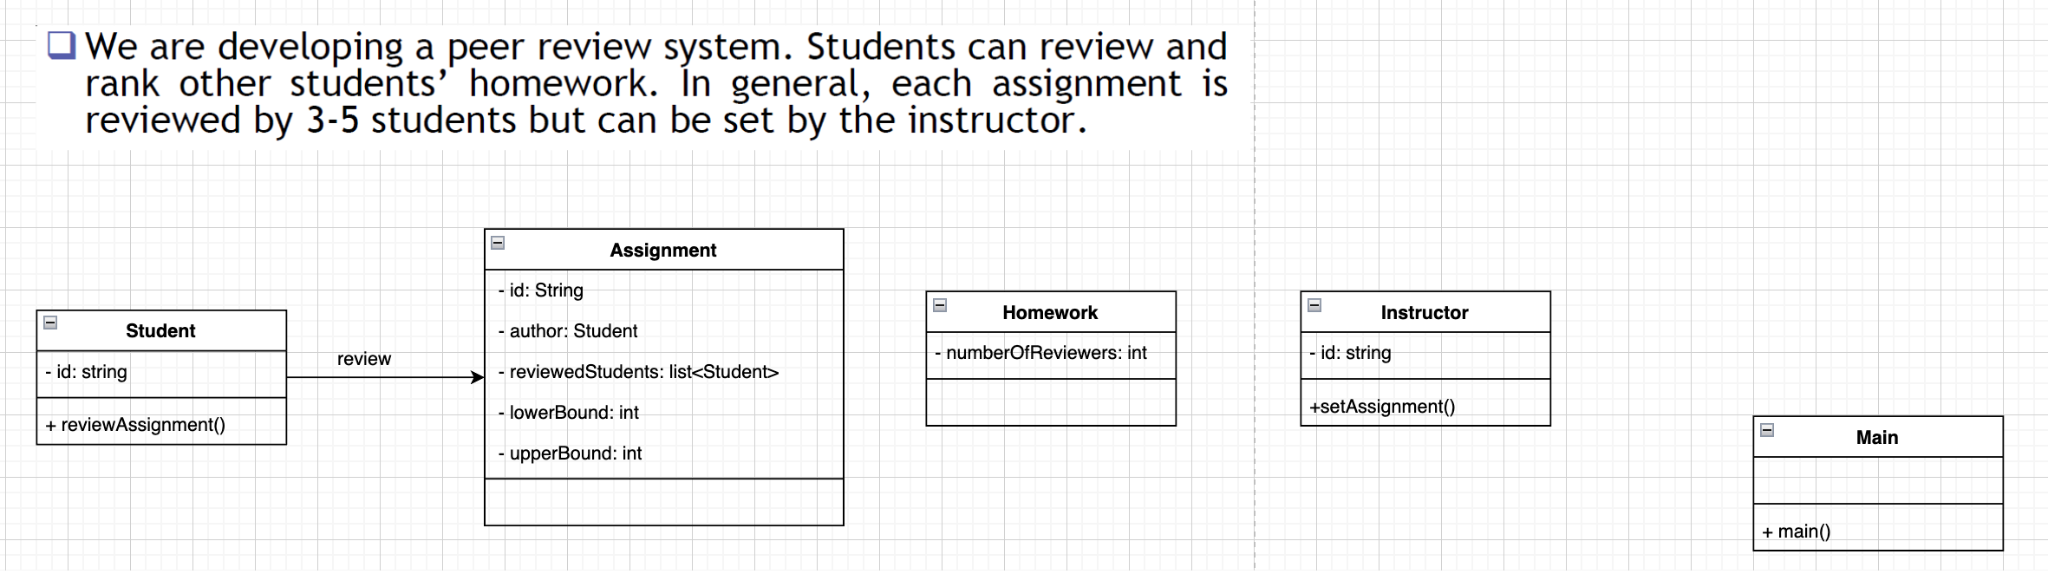 We are developing a peer review system. Students can review and
rank other students’ homework. In general, each assignment is
reviewed by 3-5 students but can be set by the instructor.
Student
- id: string
+ reviewAssignment()
review
Assignment
- id: String
- author: Student
- reviewedStudents: list<Student>
- lowerBound: int
- upperBound: int
Homework
- numberOfReviewers: int
Instructor
- id: string
+setAssignment()
Main
+ main()